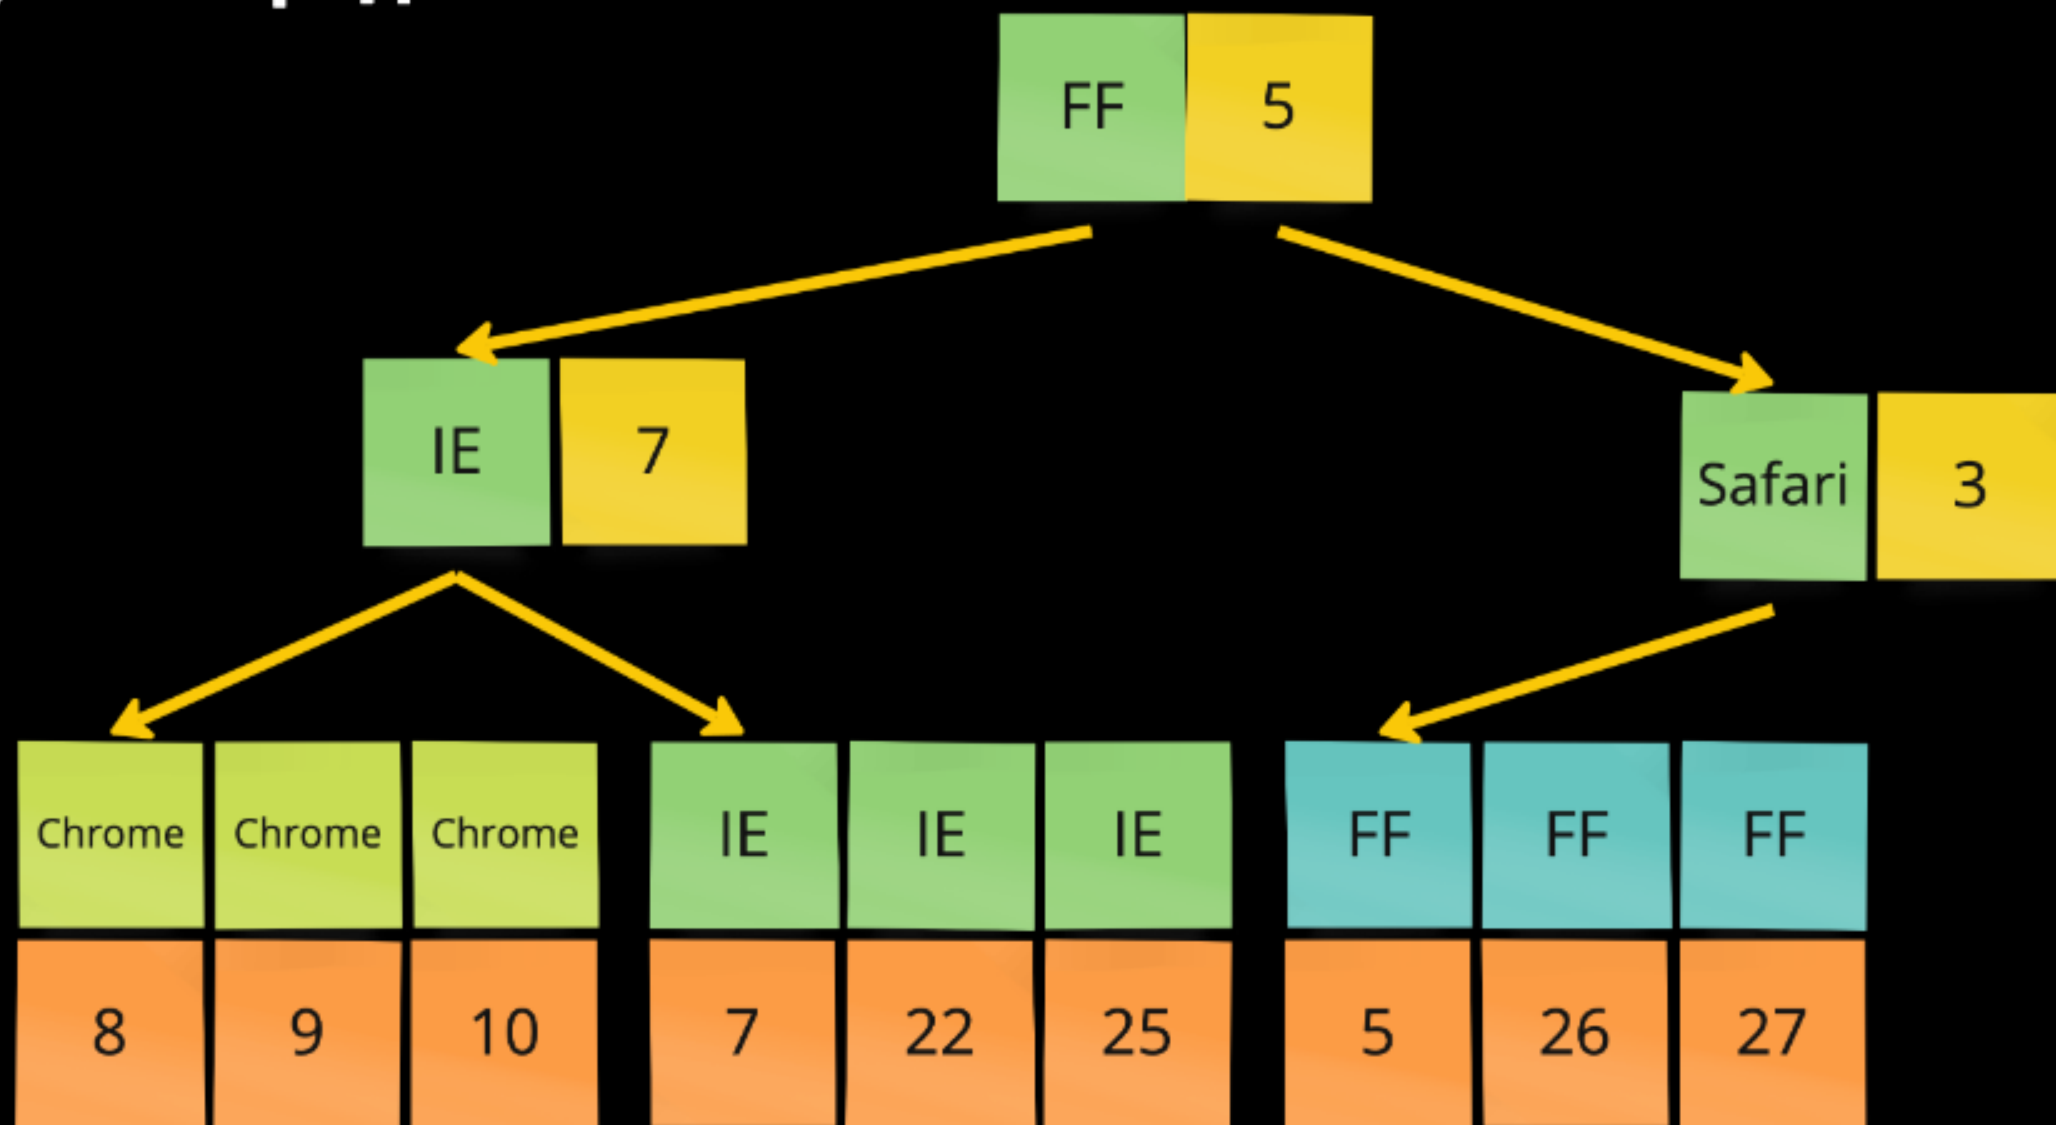 FF 5
IE 7
Safari 3
Chrome Chrome Chrome IE IE IE FF FF FF
8 9 10 7 22 25 5 26 27